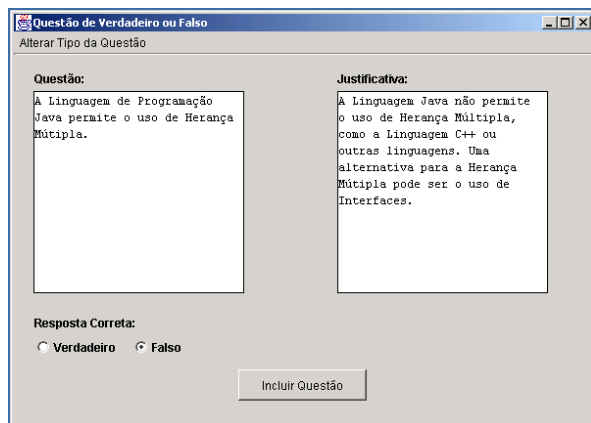 Questão de Verdadeiro ou Falso
Alterar Tipo da Questão
Questão:
A Linguagem de Programação
Java permite o uso de Herança
Mútipla.
Justificativa:
A Linguagem Java não permite
o uso de Herança Múltipla,
como a Linguagem C++ ou
outras linguagens. Uma
alternativa para a Herança
Mútipla pode ser o uso de
Interfaces.
Resposta Correta:
Verdadeiro Falso
Incluir Questão